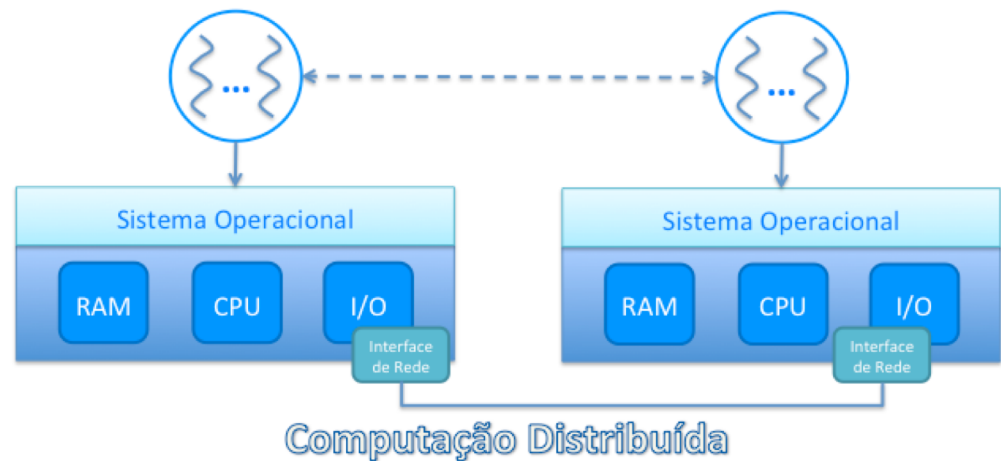 ... ...
Sistema Operacional Sistema Operacional
RAM CPU I/O RAM CPU I/O
Interface Interface
de Rede de Rede
Computação Distribuída